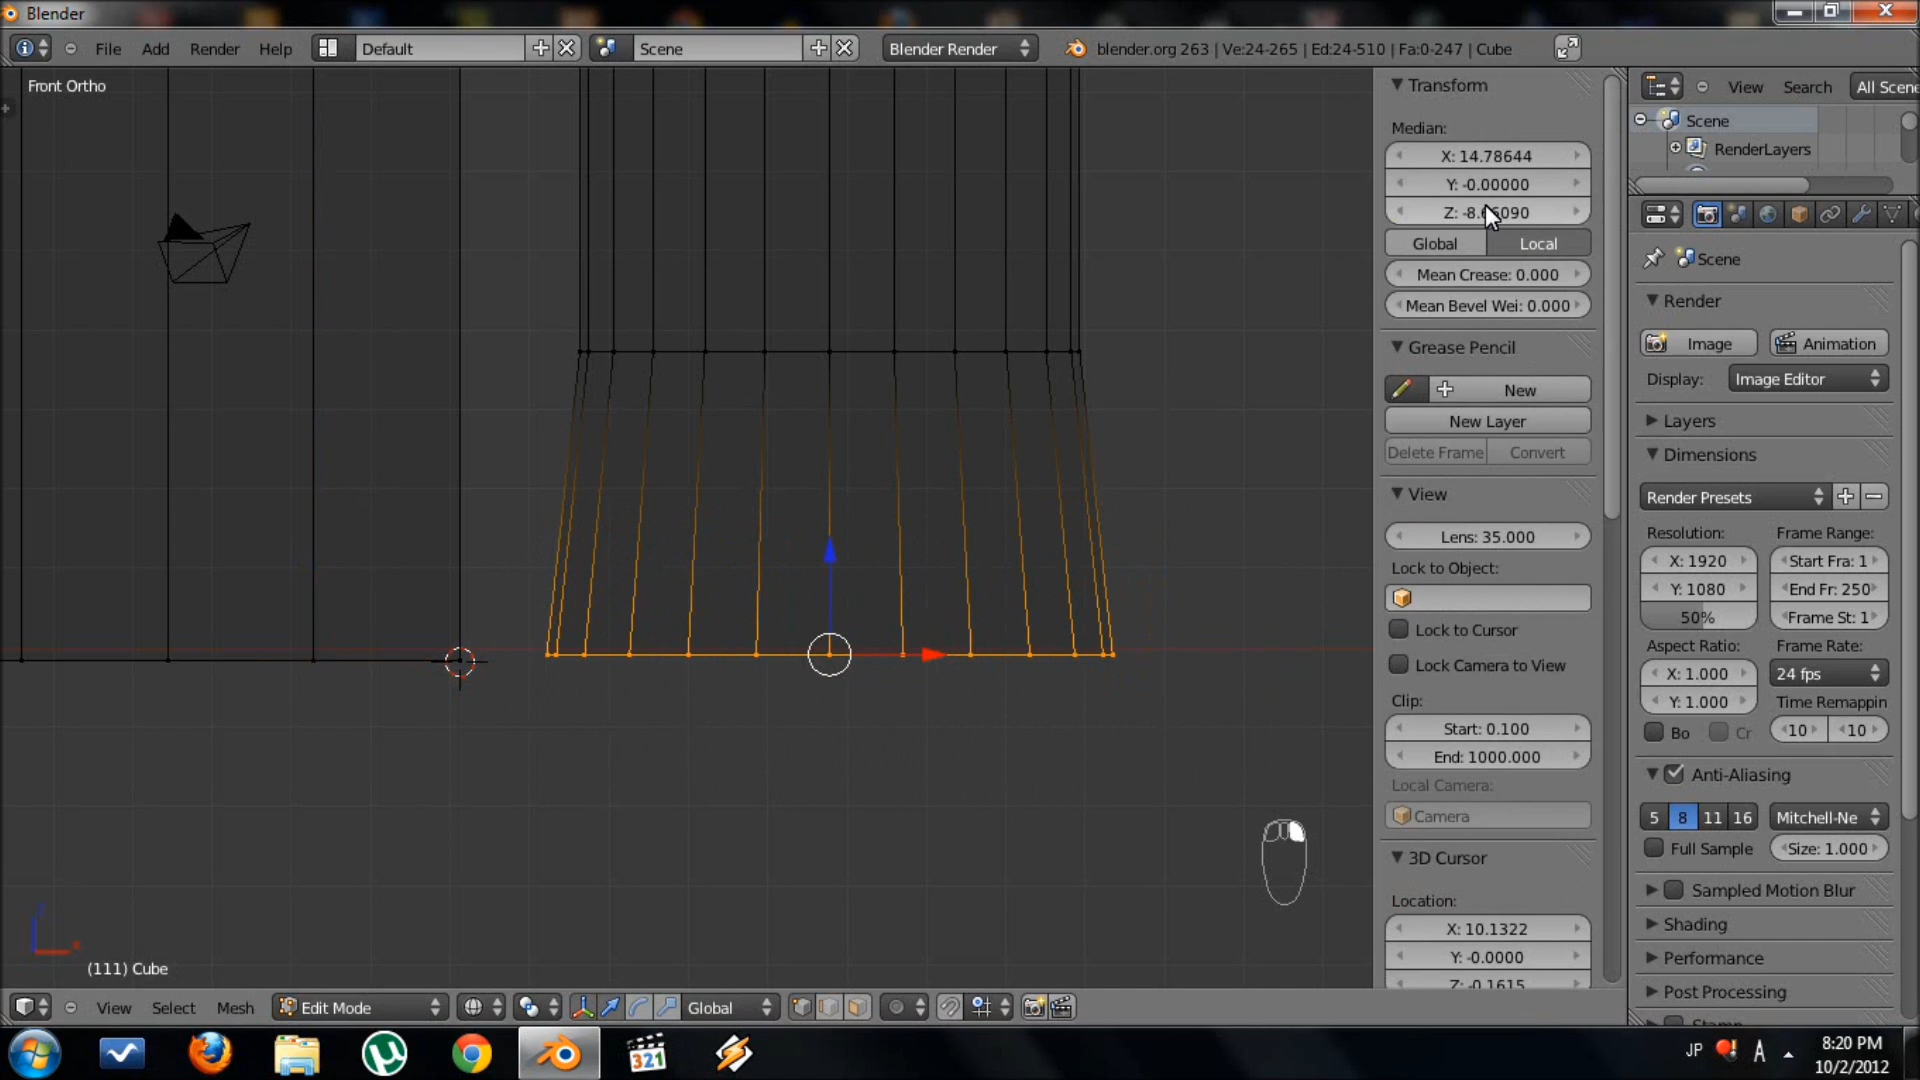 Blender
File Add Render Help Default Scene Blender Render blender.org 263 | Ve:24-265 | Ed:24-510 | Fa:0-247 | Cube
Front Ortho
Transform
Median:
X: 14.78644
Y: -0.00000
Global Local
Mean Crease: 0.000
Mean Bevel Wei: 0.000
Grease Pencil
New
New Layer
Delete Frame Convert
View
Lens: 35.000
Lock to Object:
Lock to Cursor
Lock Camera to View
Clip:
Start: 0.100
End: 1000.000
Local Camera:
Camera
3D Cursor
Location:
X: 10.1322
Y: -0.0000
Z: -0.1615
View Search All Scene
Scene
RenderLayers
Scene
Render
Image Animation
Display: Image Editor
Layers
Dimensions
Render Presets
Resolution: Frame Range:
X: 1920 Start Fra: 1
Y: 1080 End Fr: 250
50% Frame St: 1
Aspect Ratio: Frame Rate:
X: 1.000 24 fps
Y: 1.000 Time Remappin
Bo Cr 10 10
Anti-Aliasing
5 8 11 16 Mitchell-Ne
Full Sample Size: 1.000
Sampled Motion Blur
Shading
Performance
Post Processing
Stamp
(111) Cube
View Select Mesh Edit Mode Global
321
JP A 8:20 PM
10/2/2012